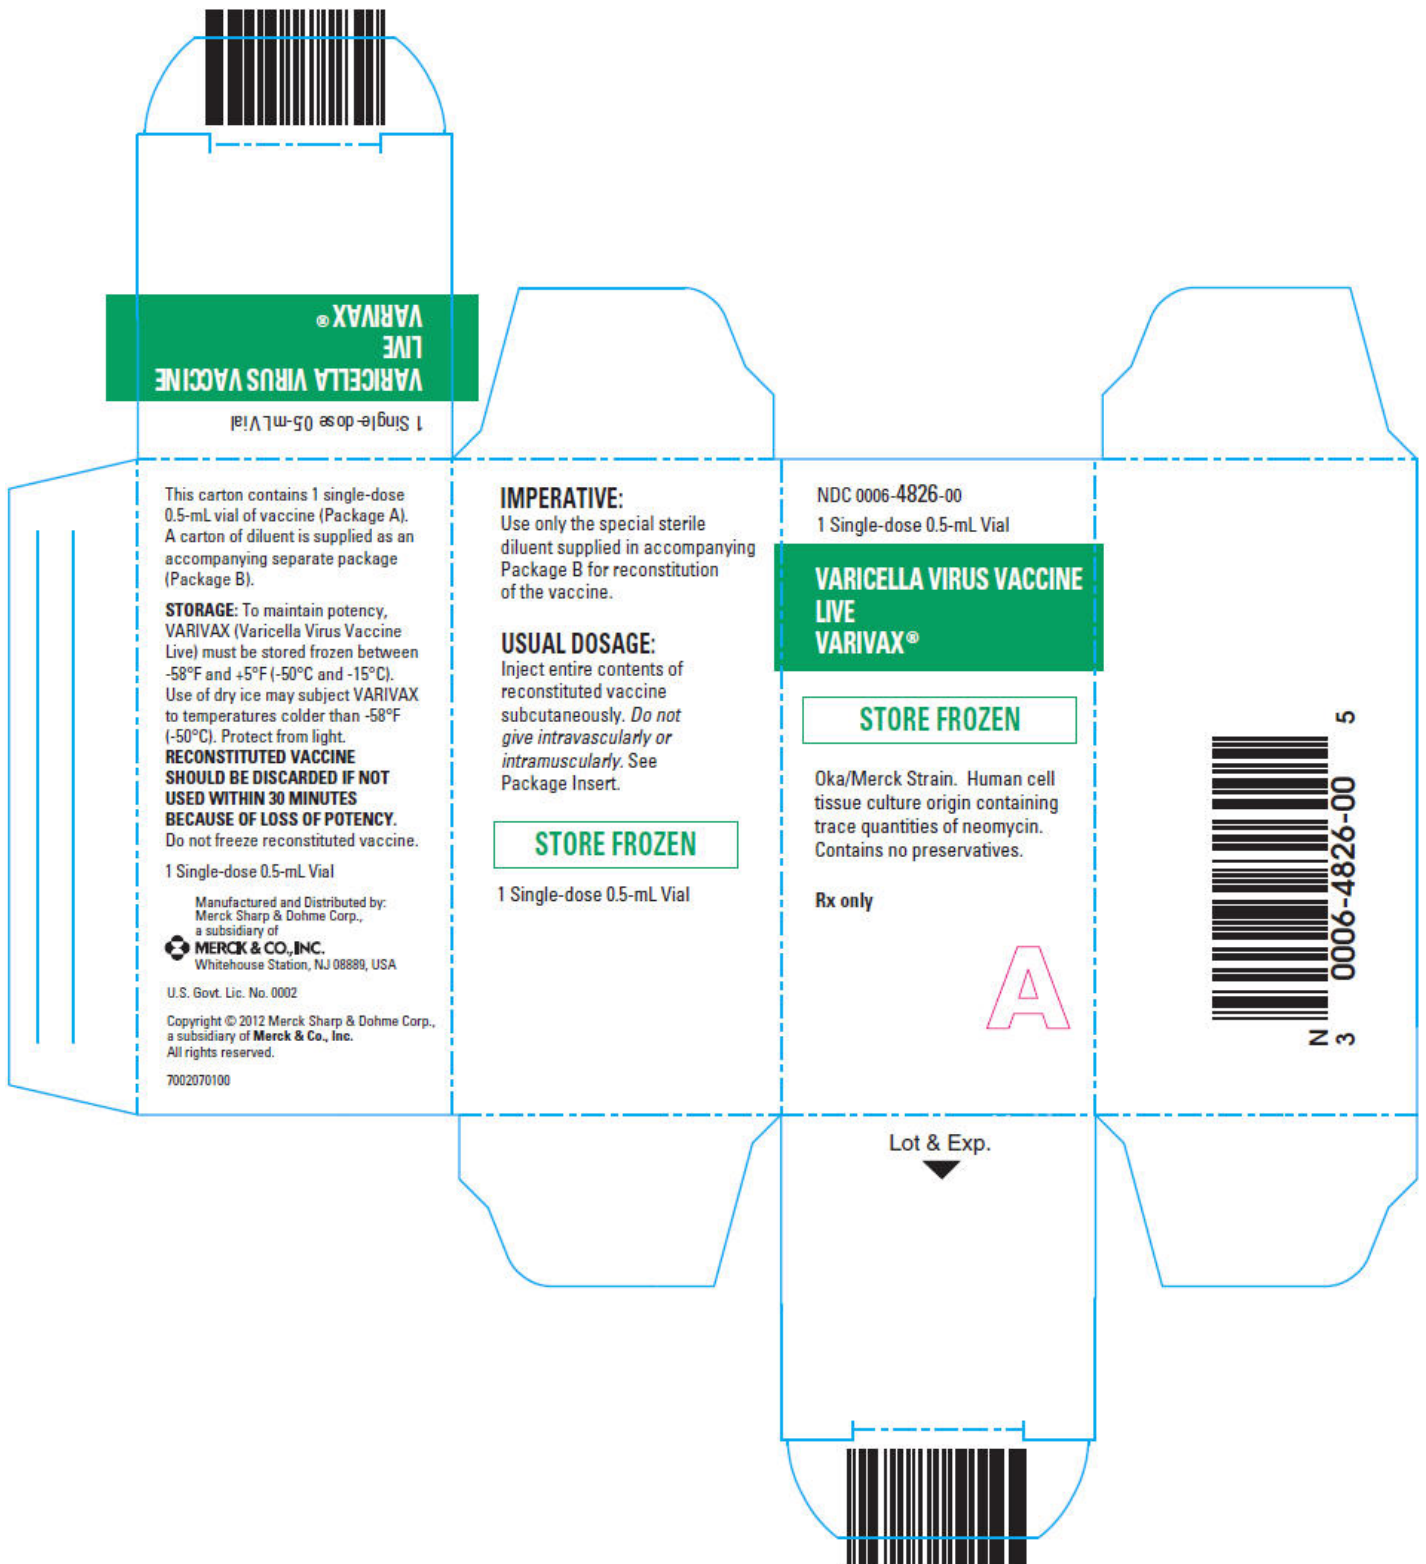 VARICELLA VIRUS VACCINE
LIVE
VARIVAX®
1 Single-dose 0.5-mL Vial
This carton contains 1 single-dose
0.5-mL vial of vaccine (Package A).
A carton of diluent is supplied as an
accompanying separate package
(Package B).
STORAGE: To maintain potency,
VARIVAX (Varicella Virus Vaccine
Live) must be stored frozen between
-58°F and +5°F (-50°C and -15°C).
Use of dry ice may subject VARIVAX
to temperatures colder than -58°F
(-50°C). Protect from light.
RECONSTITUTED VACCINE
SHOULD BE DISCARDED IF NOT
USED WITHIN 30 MINUTES
BECAUSE OF LOSS OF POTENCY.
Do not freeze reconstituted vaccine.
1 Single-dose 0.5-mL Vial
Manufactured and Distributed by:
Merck Sharp & Dohme Corp.,
a subsidiary of
MERCK & CO., INC.
Whitehouse Station, NJ 08889, USA
U.S. Govt. Lic. No. 0002
Copyright © 2012 Merck Sharp & Dohme Corp.,
a subsidiary of Merck & Co., Inc.
All rights reserved.
7002070100
IMPERATIVE:
Use only the special sterile
diluent supplied in accompanying
Package B for reconstitution
of the vaccine.
USUAL DOSAGE:
Inject entire contents of
reconstituted vaccine
subcutaneously. Do not
give intravascularly or
intramuscularly. See
Package Insert.
STORE FROZEN
1 Single-dose 0.5-mL Vial
NDC 0006-4826-00
1 Single-dose 0.5-mL Vial
VARICELLA VIRUS VACCINE
LIVE
VARIVAX®
STORE FROZEN
Oka/Merck Strain. Human cell
tissue culture origin containing
trace quantities of neomycin.
Contains no preservatives.
Rx only
A
Lot & Exp.
N
3 0006-4826-00 5